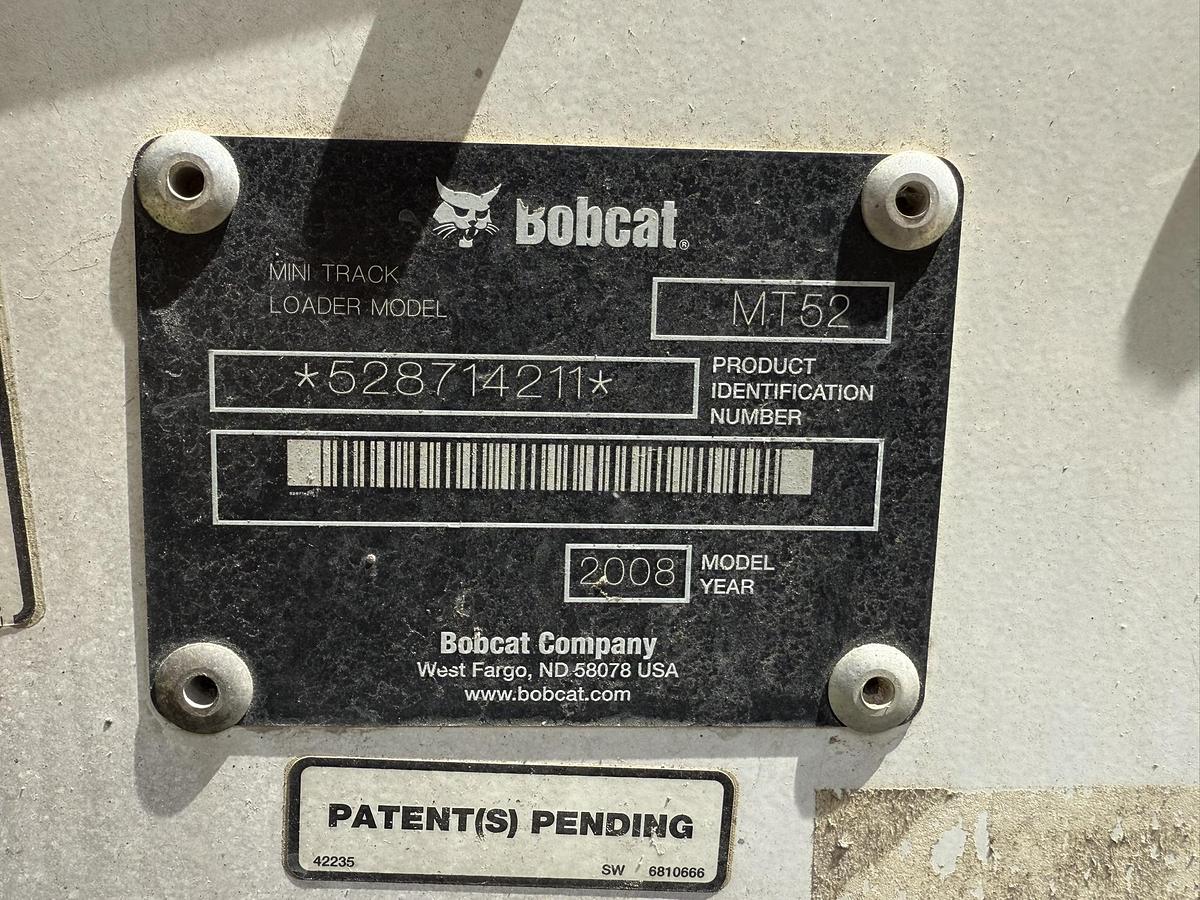 Bobcat®
MINI TRACK
LOADER MODEL
MT52
*528714211*
PRODUCT
IDENTIFICATION
NUMBER
2008
MODEL
YEAR
Bobcat Company
West Fargo, ND 58078 USA
www.bobcat.com
PATENT(S) PENDING
42235
SW 6810666